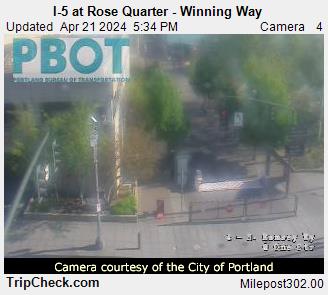 I-5 at Rose Quarter - Winning Way
Updated Apr 21 2024 5:34 PM Camera 4
PBOT
PORTLAND BUREAU OF TRANSPORTATION
Camera courtesy of the City of Portland
TripCheck.com Milepost302.00